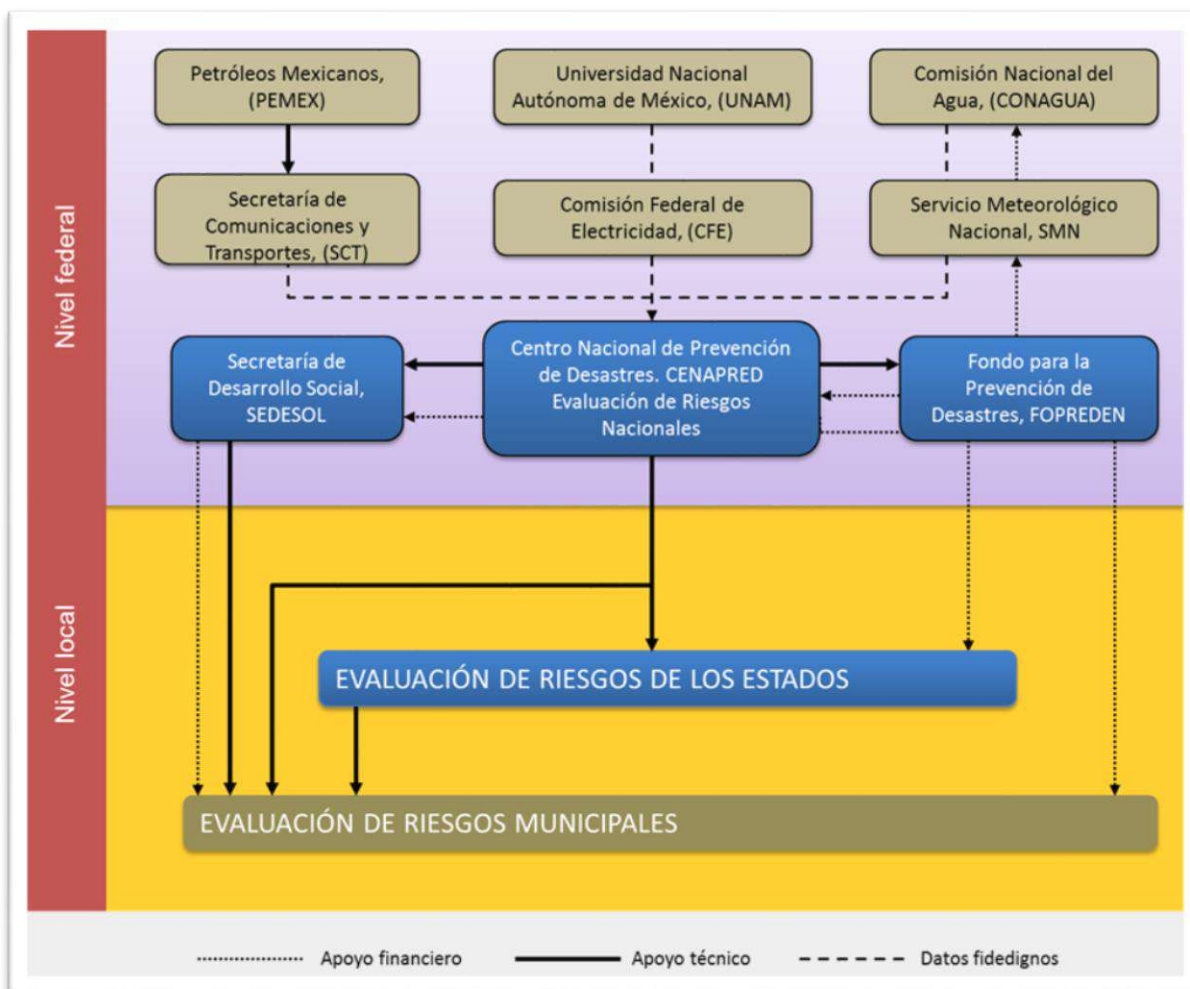 Nivel federal
Petróleos Mexicanos,
(PEMEX)
Universidad Nacional
Autónoma de México, (UNAM)
Comisión Nacional del
Agua, (CONAGUA)
Secretaría de
Comunicaciones y
Transportes, (SCT)
Comisión Federal de
Electricidad, (CFE)
Servicio Meteorológico
Nacional, SMN
Secretaría de
Desarrollo Social,
SEDESOL
Centro Nacional de Prevención
de Desastres. CENAPRED
Evaluación de Riesgos
Nacionales
Fondo para la
Prevención de
Desastres, FOPREDEN
Nivel local
EVALUACIÓN DE RIESGOS DE LOS ESTADOS
EVALUACIÓN DE RIESGOS MUNICIPALES
Apoyo financiero
Apoyo técnico
Datos fidedignos